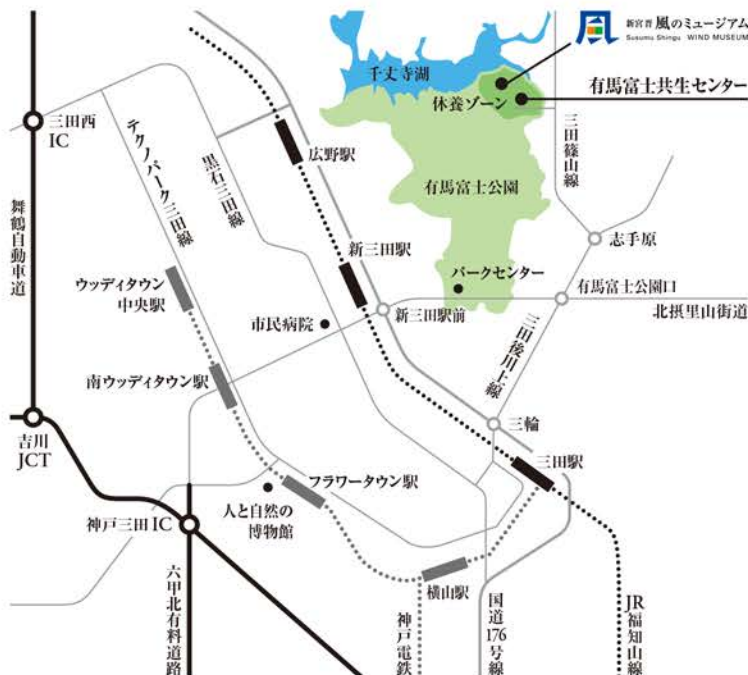 風
新宮晋 風のミュージアム
Susumu Shingu WIND MUSEUM
千丈寺湖
有馬富士共生センター
休養ゾーン
三田西
IC
テクノパーク三田線
黒石三田線
広野駅
三田篠山線
有馬富士公園
舞鶴自動車道
新三田駅
志手原
ウッディタウン
中央駅
パークセンター
有馬富士公園口
市民病院
新三田駅前
北摂里山街道
三田後川上線
南ウッディタウン駅
三輪
吉川
JCT
フラワータウン駅
三田駅
人と自然の
博物館
神戸三田 IC
横山駅
六甲北有料道路
神戸電鉄
国道176号線
JR福知山線